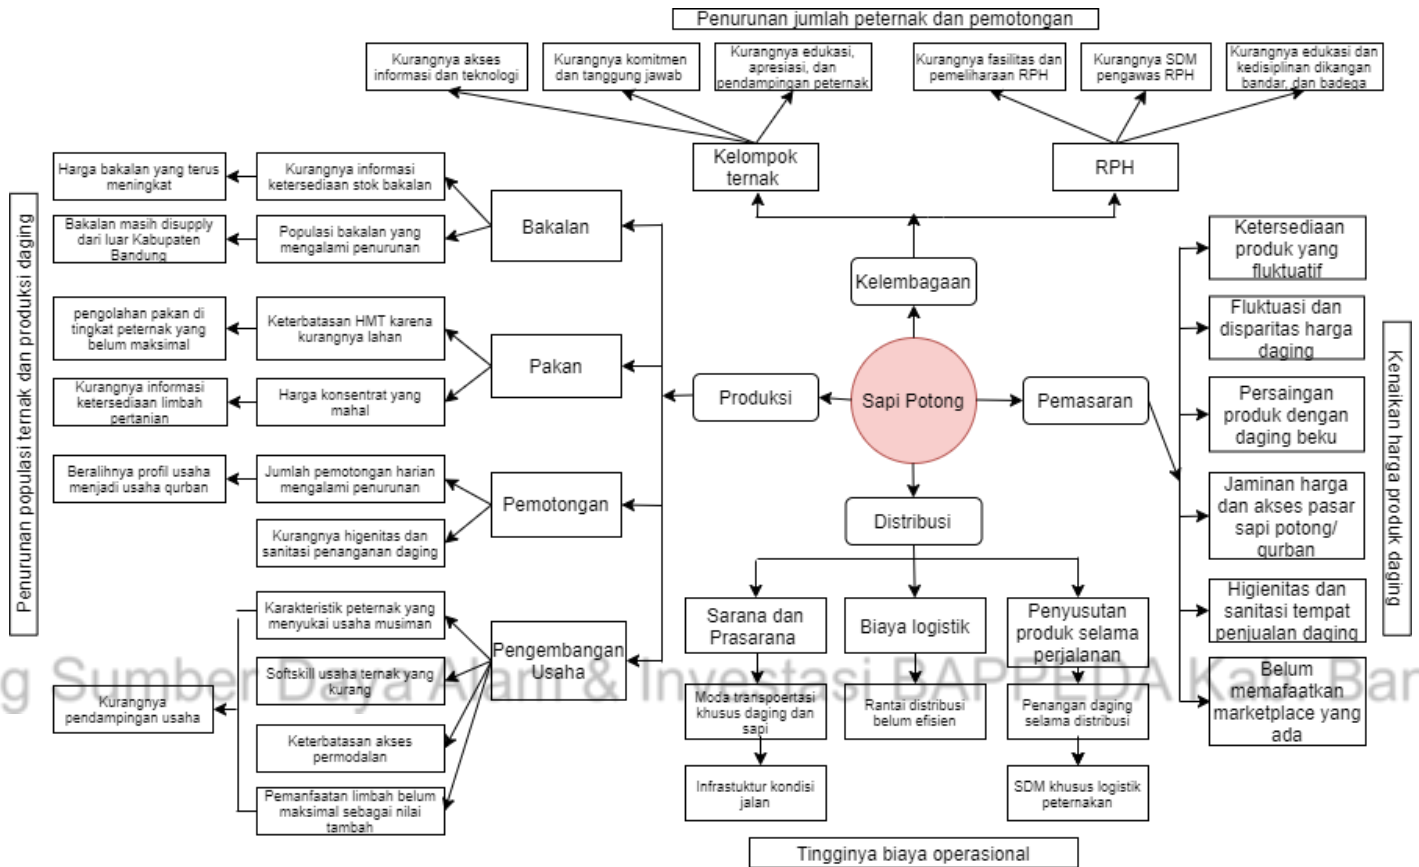 Penurunan jumlah peternak dan pemotongan
Kurangnya akses
informasi dan teknologi
Kurangnya komitmen
dan tanggung jawab
Kurangnya edukasi,
apresiasi, dan
pendampingan peternak
Kurangnya fasilitas dan
pemeliharaan RPH
Kurangnya SDM
pengawas RPH
Kurangnya edukasi dan
kedisiplinan dikangan
bandar, dan badega
Kelompok
ternak
RPH
Kelembagaan
Sapi Potong
Produksi
Pemasaran
Distribusi
Penurunan populasi ternak dan produksi daging
Harga bakalan yang terus
meningkat
Kurangnya informasi
ketersediaan stok bakalan
Bakalan
Bakalan masih disupply
dari luar Kabupaten
Bandung
Populasi bakalan yang
mengalami penurunan
pengolahan pakan di
tingkat peternak yang
belum maksimal
Keterbatasan HMT karena
kurangnya lahan
Pakan
Kurangnya informasi
ketersediaan limbah
pertanian
Harga konsentrat yang
mahal
Beralihnya profil usaha
menjadi usaha qurban
Jumlah pemotongan harian
mengalami penurunan
Pemotongan
Kurangnya higenitas dan
sanitasi penanganan daging
Karakteristik peternak yang
menyukai usaha musiman
Pengembangan
Usaha
Softskill usaha ternak yang
kurang
Kurangnya
pendampingan usaha
Keterbatasan akses
permodalan
Pemanfaatan limbah belum
maksimal sebagai nilai
tambah
Sarana dan
Prasarana
Biaya logistik
Penyusutan
produk selama
perjalanan
Moda transpoertasi
khusus daging dan
sapi
Rantai distribusi
belum efisien
Penangan daging
selama distribusi
Infrastuktur kondisi
jalan
SDM khusus logistik
peternakan
Tingginya biaya operasional
Ketersediaan
produk yang
fluktuatif
Fluktuasi dan
disparitas harga
daging
Persaingan
produk dengan
daging beku
Jaminan harga
dan akses pasar
sapi potong/
qurban
Higienitas dan
sanitasi tempat
penjualan daging
Belum
memafaatkan
marketplace yang
ada
Kenaikan harga produk daging
g Sumber Daya Alam & Investasi BAPPEDA Kab. Ban